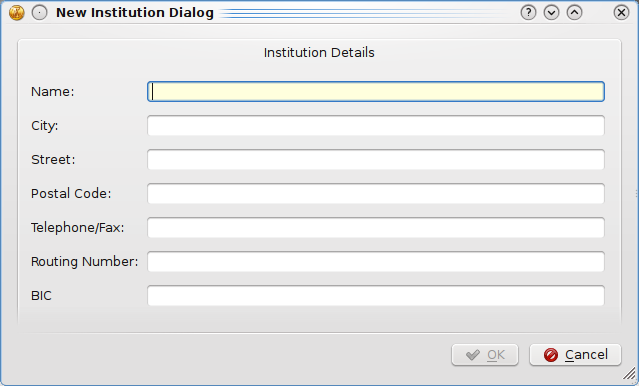 New Institution Dialog
Institution Details
Name:
City:
Street:
Postal Code:
Telephone/Fax:
Routing Number:
BIC
OK Cancel